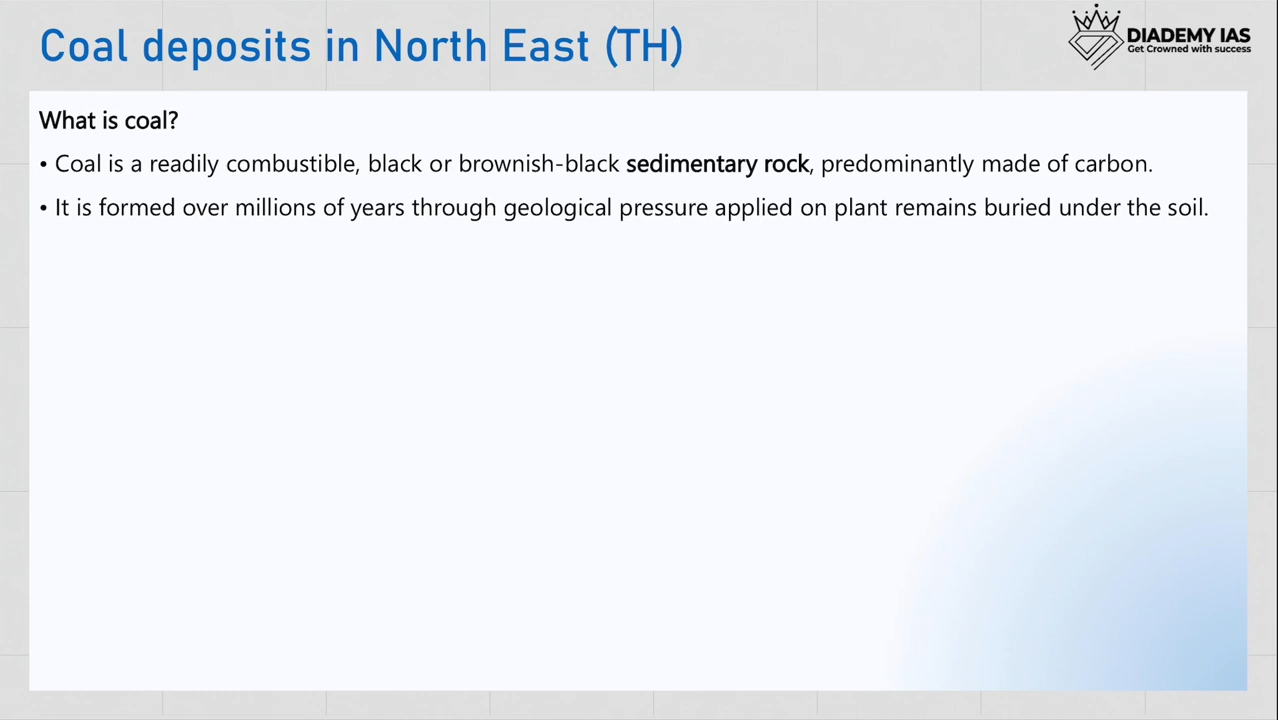 Coal deposits in North East (TH)
DIADEMY IAS
Get Crowned with success
What is coal?
• Coal is a readily combustible, black or brownish-black sedimentary rock, predominantly made of carbon.
• It is formed over millions of years through geological pressure applied on plant remains buried under the soil.